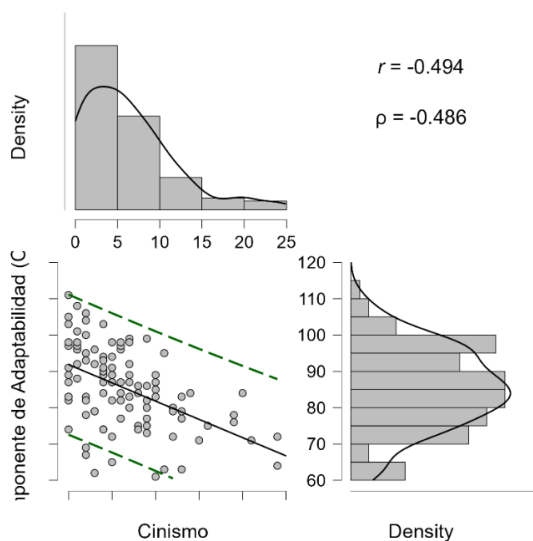 Density
r = -0.494
ρ = -0.486
0 5 10 15 20 25
de Adaptabilidad (C
120
110
100
90
80
70
60
Cinismo
Density